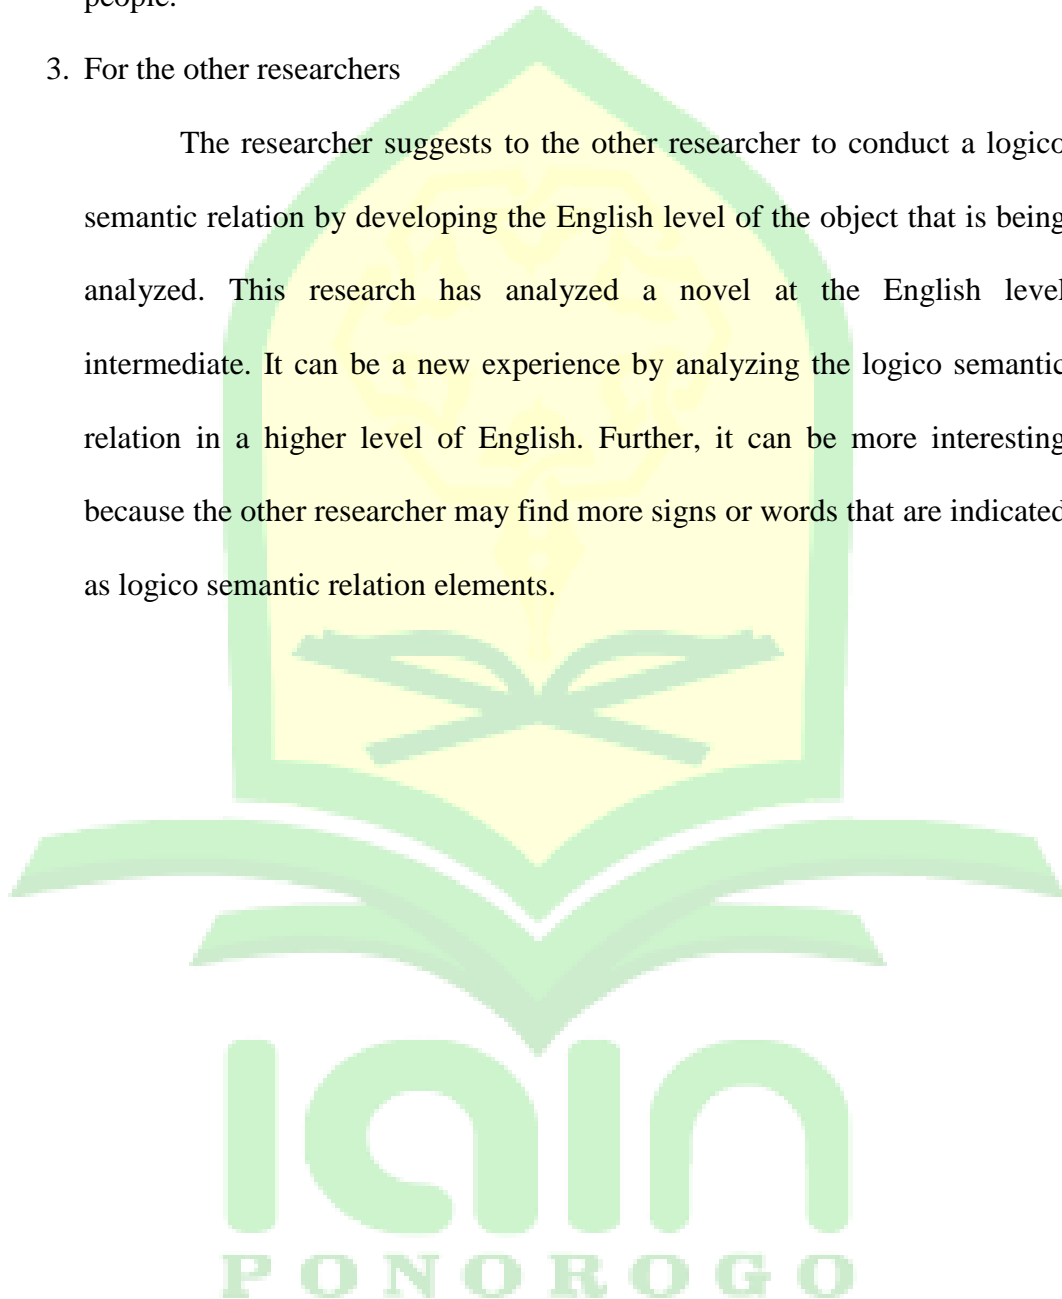 people.
3. For the other researchers
The researcher suggests to the other researcher to conduct a logico
semantic relation by developing the English level of the object that is being
analyzed. This research has analyzed a novel at the English level
intermediate. It can be a new experience by analyzing the logico semantic
relation in a higher level of English. Further, it can be more interesting
because the other researcher may find more signs or words that are indicated
as logico semantic relation elements.
IAIN
PONOROGO